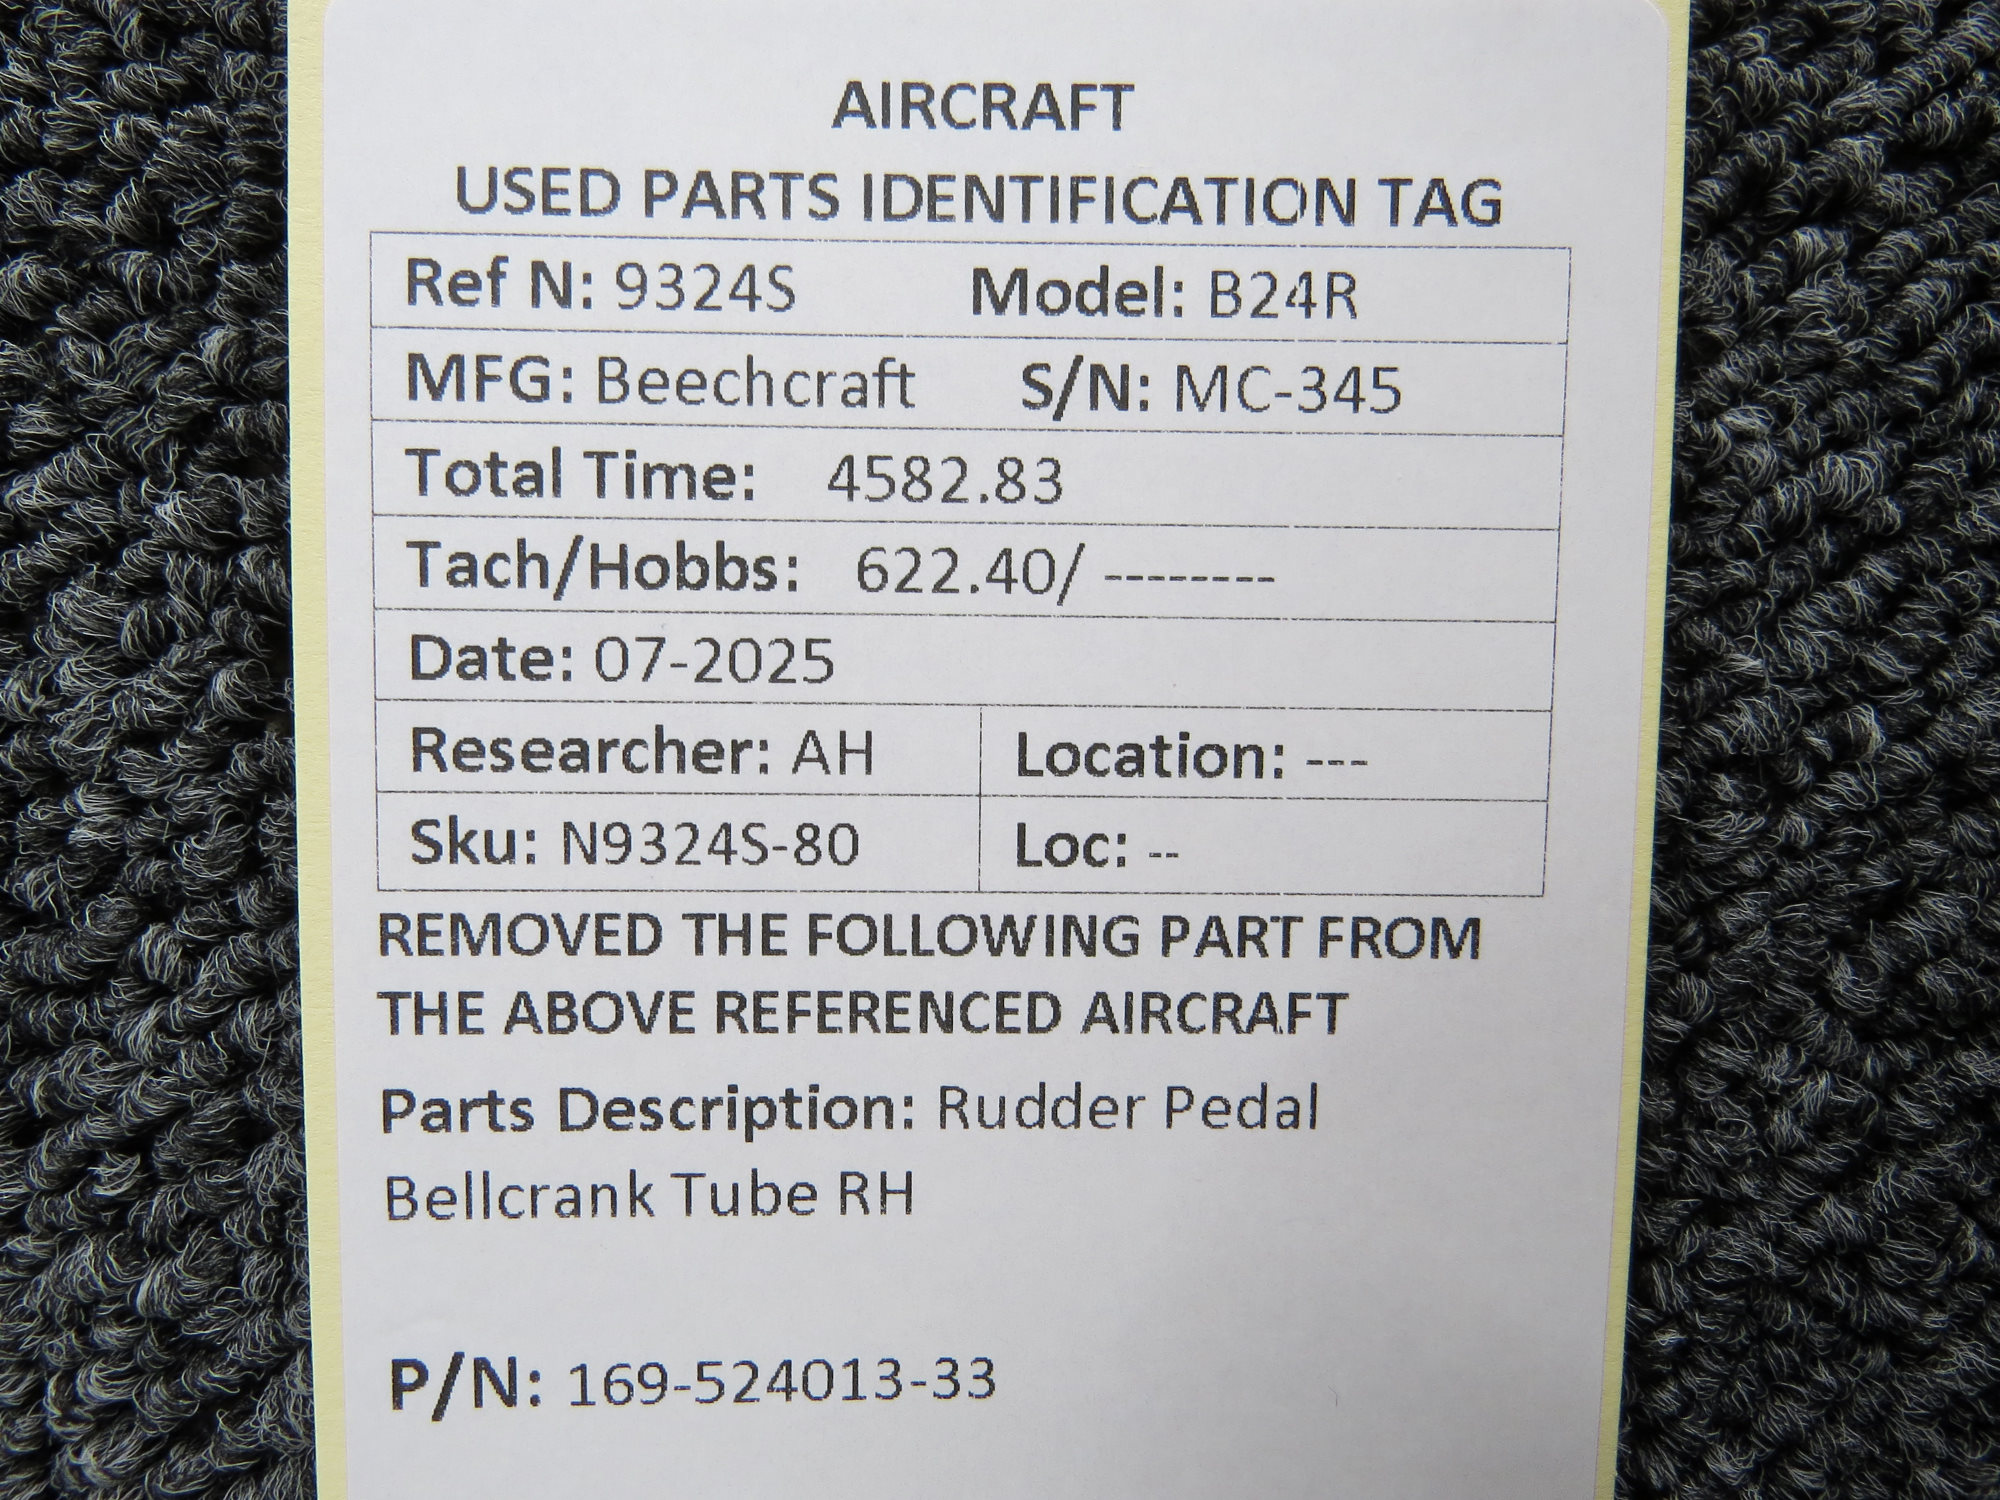 AIRCRAFT
USED PARTS IDENTIFICATION TAG
Ref N: 9324S Model: B24R
MFG: Beechcraft S/N: MC-345
Total Time: 4582.83
Tach/Hobbs: 622.40/ --------
Date: 07-2025
Researcher: AH Location: ---
Sku: N9324S-80 Loc: --
REMOVED THE FOLLOWING PART FROM
THE ABOVE REFERENCED AIRCRAFT
Parts Description: Rudder Pedal
Bellcrank Tube RH
P/N: 169-524013-33